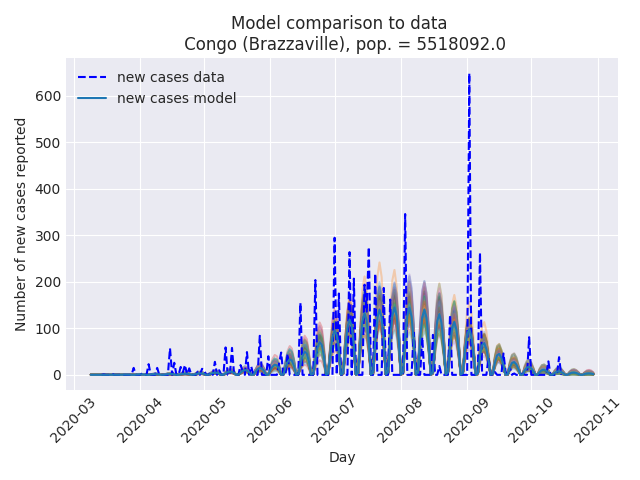 Model comparison to data
Congo (Brazzaville), pop. = 5518092.0
new cases data
new cases model
Number of new cases reported
600
500
400
300
200
100
0
2020-03
2020-04
2020-05
2020-06
2020-07
2020-08
2020-09
2020-10
2020-11
Day